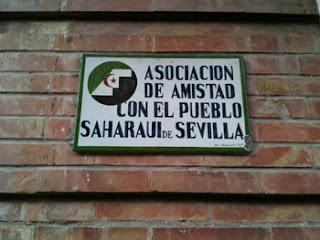 ASOCIACION
DE AMISTAD
CON EL PUEBLO
SAHARAUI DE SEVILLA